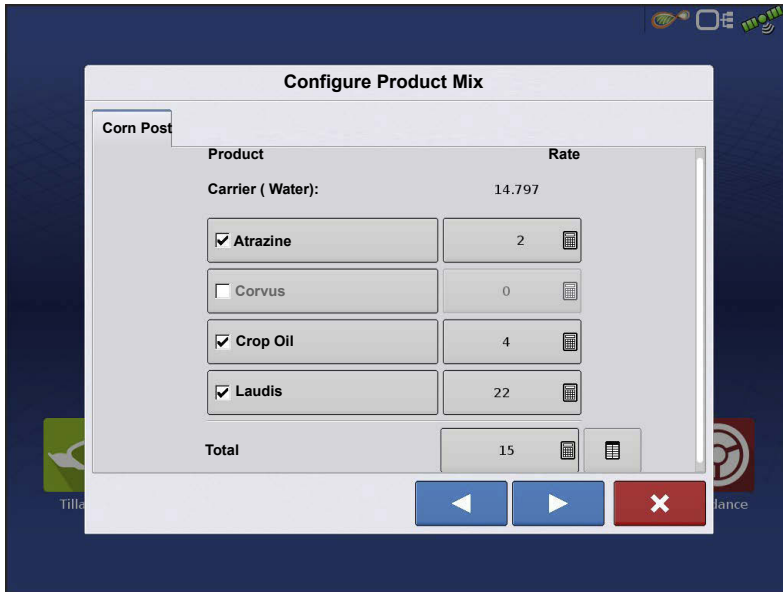 Configure Product Mix
Corn Post
Product Rate
Carrier ( Water): 14.797
Atrazine 2
Corvus 0
Crop Oil 4
Laudis 22
Total 15
Tilla
dance